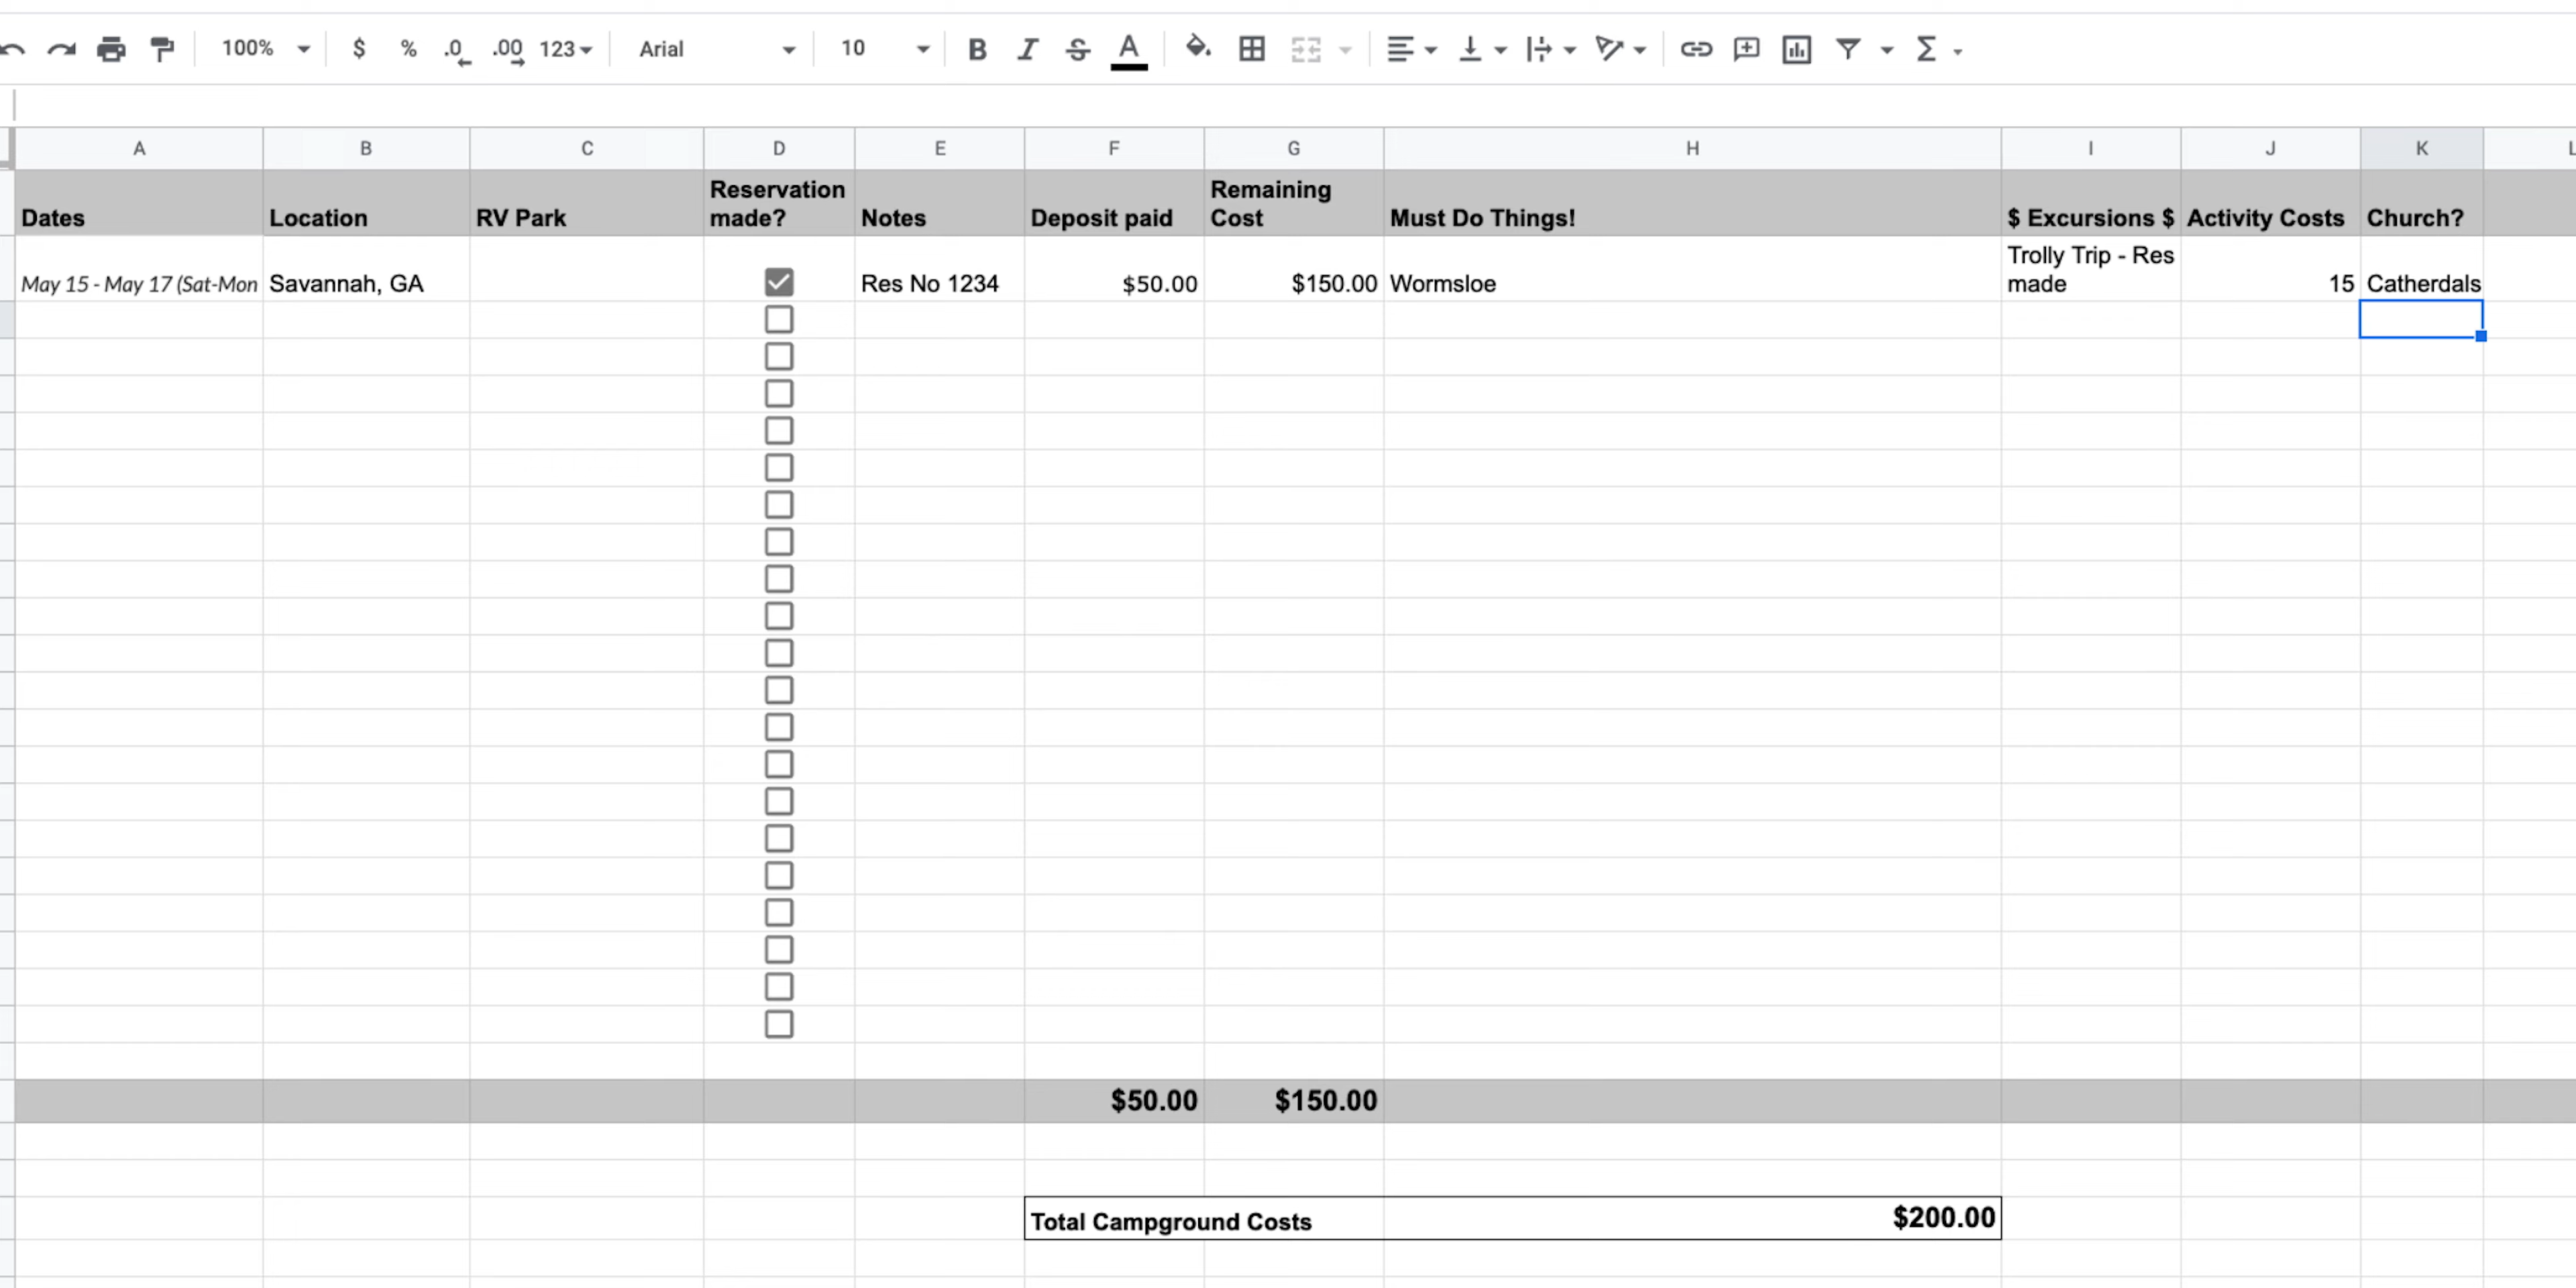 100% $ % .0 .00 123 Arial 10 B I S A Σ
A B C D E F G H I J K L
Dates Location RV Park Reservation made? Notes Deposit paid Remaining Cost Must Do Things! $ Excursions $ Activity Costs Church?
May 15 - May 17 (Sat-Mon Savannah, GA Res No 1234 $50.00 $150.00 Wormsloe Trolly Trip - Res made 15 Catherdals
$50.00 $150.00
Total Campground Costs $200.00